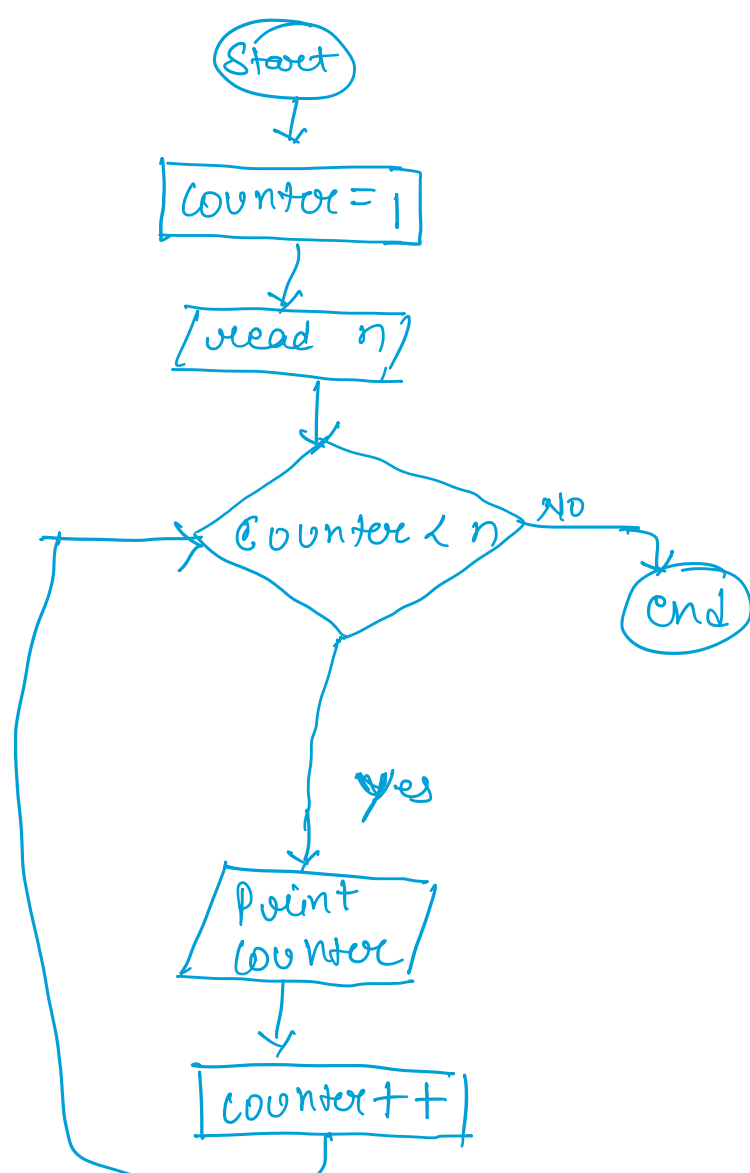 Start
counter = 1
read n
Counter < n
No
end
Yes
Print
counter
counter++